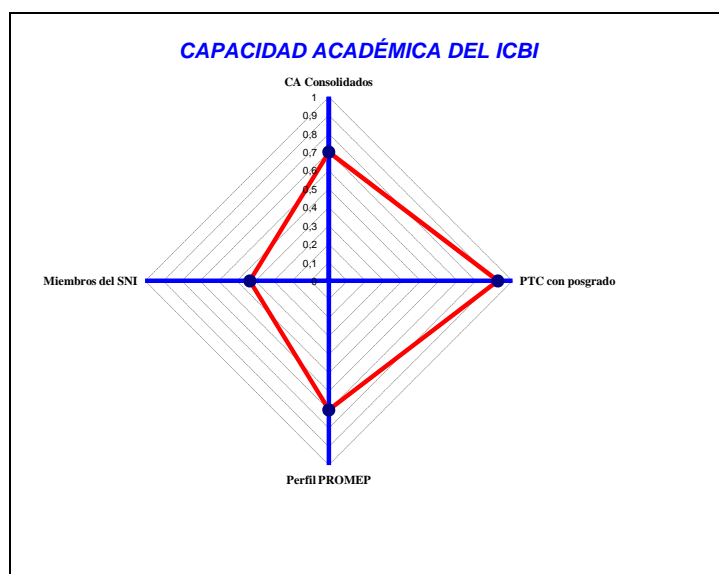 CAPACIDAD ACADÉMICA DEL ICBI
CA Consolidados
1
0,9
0,8
0,7
0,6
0,5
0,4
0,3
0,2
0,1
0
Miembros del SNI
PTC con posgrado
Perfil PROMEP